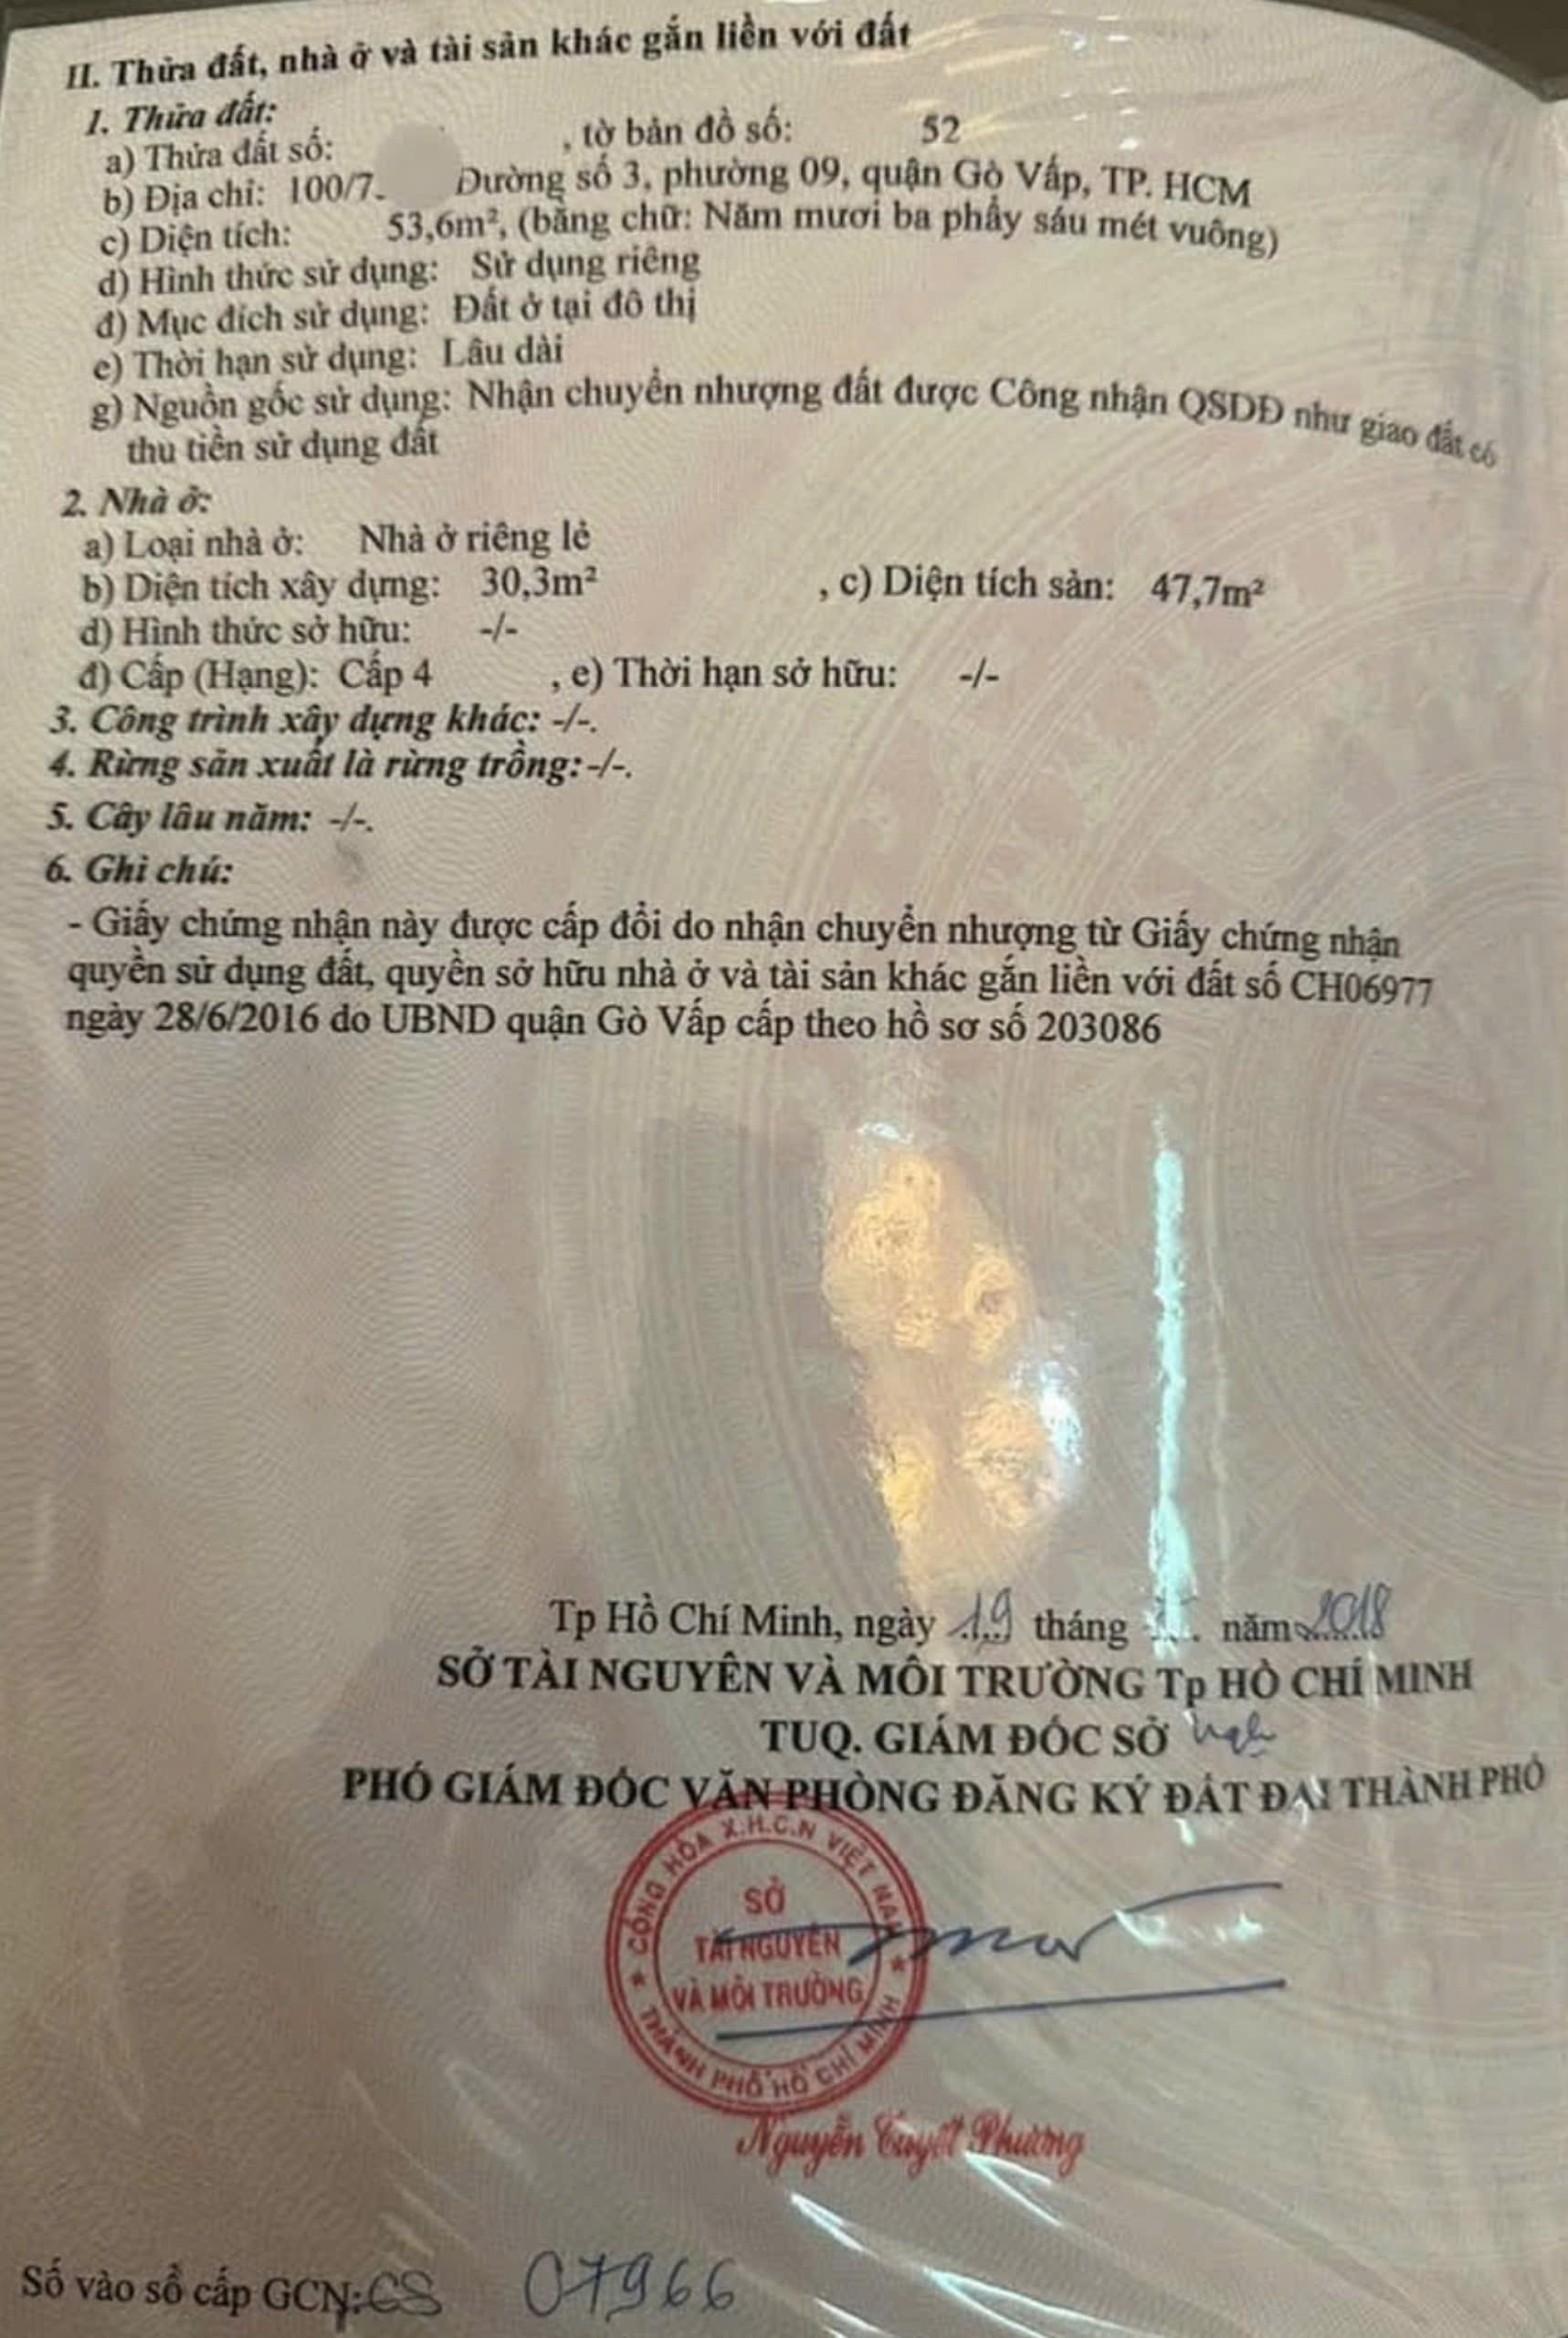 II. Thửa đất, nhà ở và tài sản khác gắn liền với đất
1. Thửa đất:
a) Thửa đất số: , tờ bản đồ số: 52
b) Địa chỉ: 100/7. Đường số 3, phường 09, quận Gò Vấp, TP. HCM
c) Diện tích: 53,6m², (bằng chữ: Năm mươi ba phẩy sáu mét vuông)
d) Hình thức sử dụng: Sử dụng riêng
đ) Mục đích sử dụng: Đất ở tại đô thị
e) Thời hạn sử dụng: Lâu dài
g) Nguồn gốc sử dụng: Nhận chuyển nhượng đất được Công nhận QSDĐ như giao đất có
thu tiền sử dụng đất
2. Nhà ở:
a) Loại nhà ở: Nhà ở riêng lẻ
b) Diện tích xây dựng: 30,3m² , c) Diện tích sàn: 47,7m²
d) Hình thức sở hữu: -/-
đ) Cấp (Hạng): Cấp 4 , e) Thời hạn sở hữu: -/-
3. Công trình xây dựng khác: -/-.
4. Rừng sản xuất là rừng trồng: -/-.
5. Cây lâu năm: -/-.
6. Ghi chú:
- Giấy chứng nhận này được cấp đổi do nhận chuyển nhượng từ Giấy chứng nhận
quyền sử dụng đất, quyền sở hữu nhà ở và tài sản khác gắn liền với đất số CH06977
ngày 28/6/2016 do UBND quận Gò Vấp cấp theo hồ sơ số 203086
Tp Hồ Chí Minh, ngày 19 tháng năm 2018
SỞ TÀI NGUYÊN VÀ MÔI TRƯỜNG Tp HỒ CHÍ MINH
TUQ. GIÁM ĐỐC SỞ
PHÓ GIÁM ĐỐC VĂN PHÒNG ĐĂNG KÝ ĐẤT ĐAI THÀNH PHỐ
CỘNG HÒA X.H.C.N VIỆT NAM
SỞ
TÀI NGUYÊN
VÀ MÔI TRƯỜNG
THÀNH PHỐ HỒ CHÍ MINH
Nguyễn Tuyết Phương
Số vào sổ cấp GCN: CS 07966